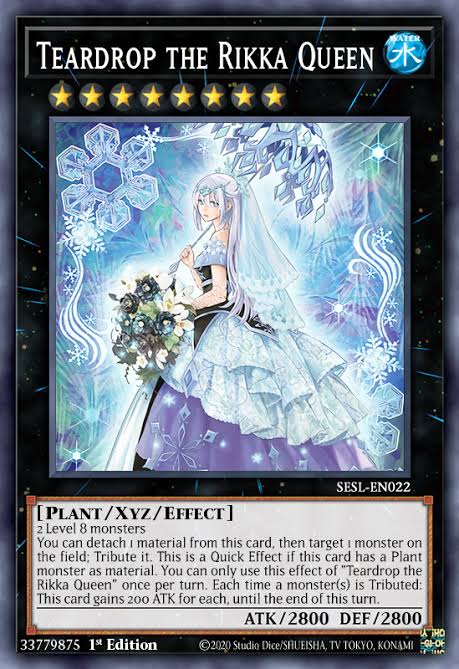 TEARDROP THE RIKKA QUEEN
WATER
水
SESL-EN022
[PLANT/XYZ/EFFECT]
2 Level 8 monsters
You can detach 1 material from this card, then target 1 monster on
the field; Tribute it. This is a Quick Effect if this card has a Plant
monster as material. You can only use this effect of "Teardrop the
Rikka Queen" once per turn. Each time a monster(s) is Tributed:
This card gains 200 ATK for each, until the end of this turn.
ATK/2800 DEF/2800
33779875 1st Edition ©2020 Studio Dice/SHUEISHA, TV TOKYO, KONAMI